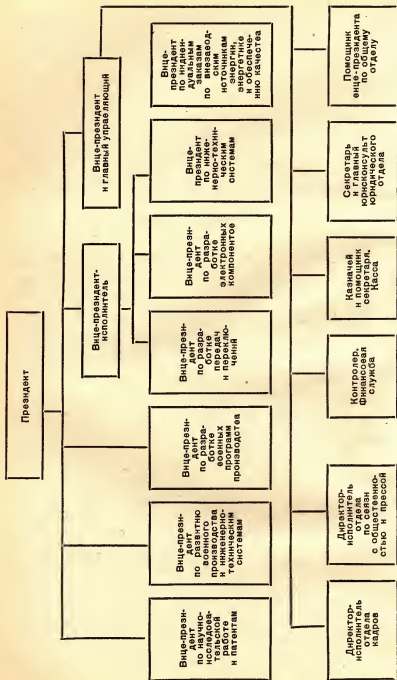 Президент
Вице-президент-
исполнитель
Вице-президент
и главный управляющий
Вице-прези-
дент
по научно-
исследова-
тельской
работе
и патентам
Вице-прези-
дент
по развитию
военного
производства
и инженерно-
техническим
системам
Вице-прези-
дент
по разра-
ботке
военных
программ
производства
Вице-прези-
дент
по разра-
ботке
передач
и переклю-
чений
Вице-прези-
дент
по разра-
ботке
электронных
компонентов
Вице-
президент
по инже-
нерно-техни-
ческим
системам
Вице-
президент
по индиви-
дуальным
заказам
по внезавод-
ским
источникам
энергии,
энергетике
и обеспече-
нию качества
Директор-
исполнитель
отдела
кадров
Директор-
исполнитель
отдела
по связи
с общественно-
стью и прессой
Контролер,
финансовая
служба
Казначей
и помощник
секретаря.
Касса
Секретарь
и главный
юрисконсульт
юридического
отдела
Помощник
вице-президента
по общему
отделу